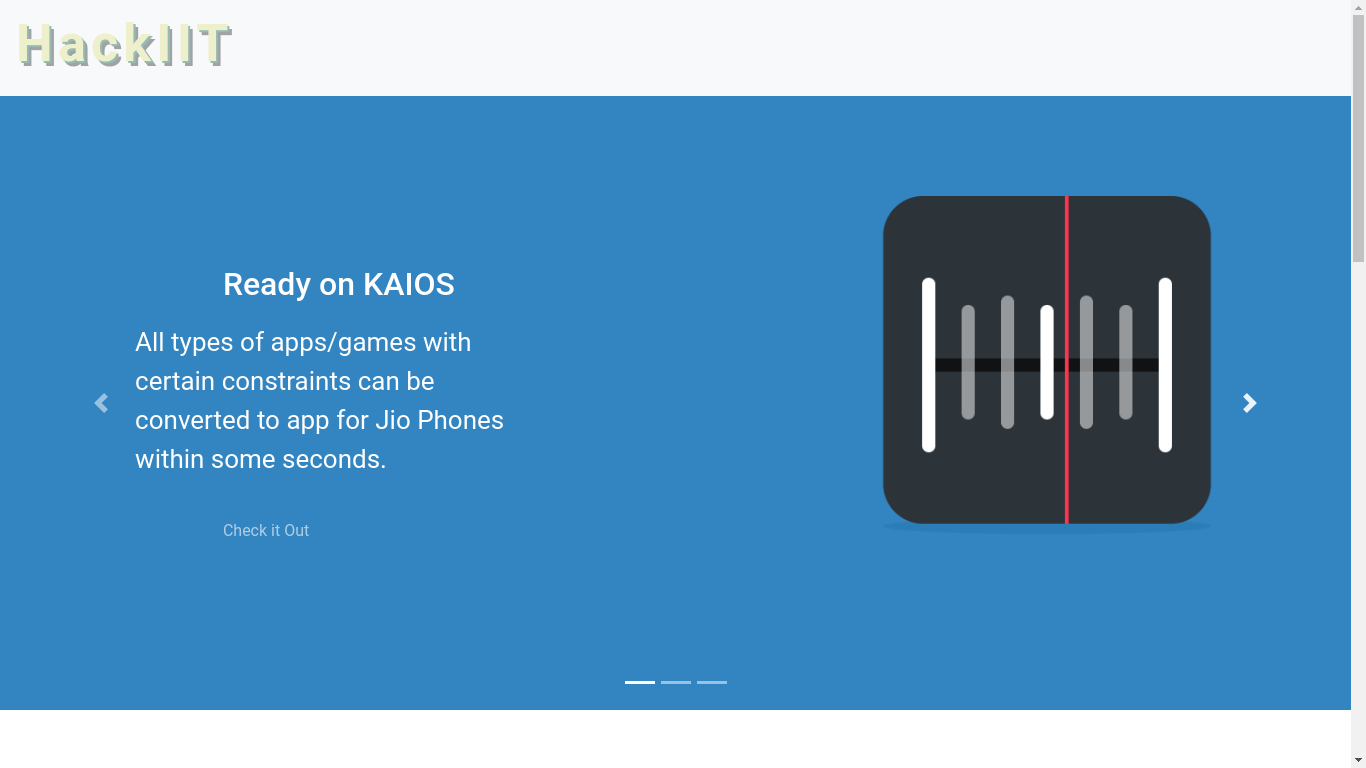 HackIIT
Ready on KAIOS
All types of apps/games with
certain constraints can be
converted to app for Jio Phones
within some seconds.
Check it Out